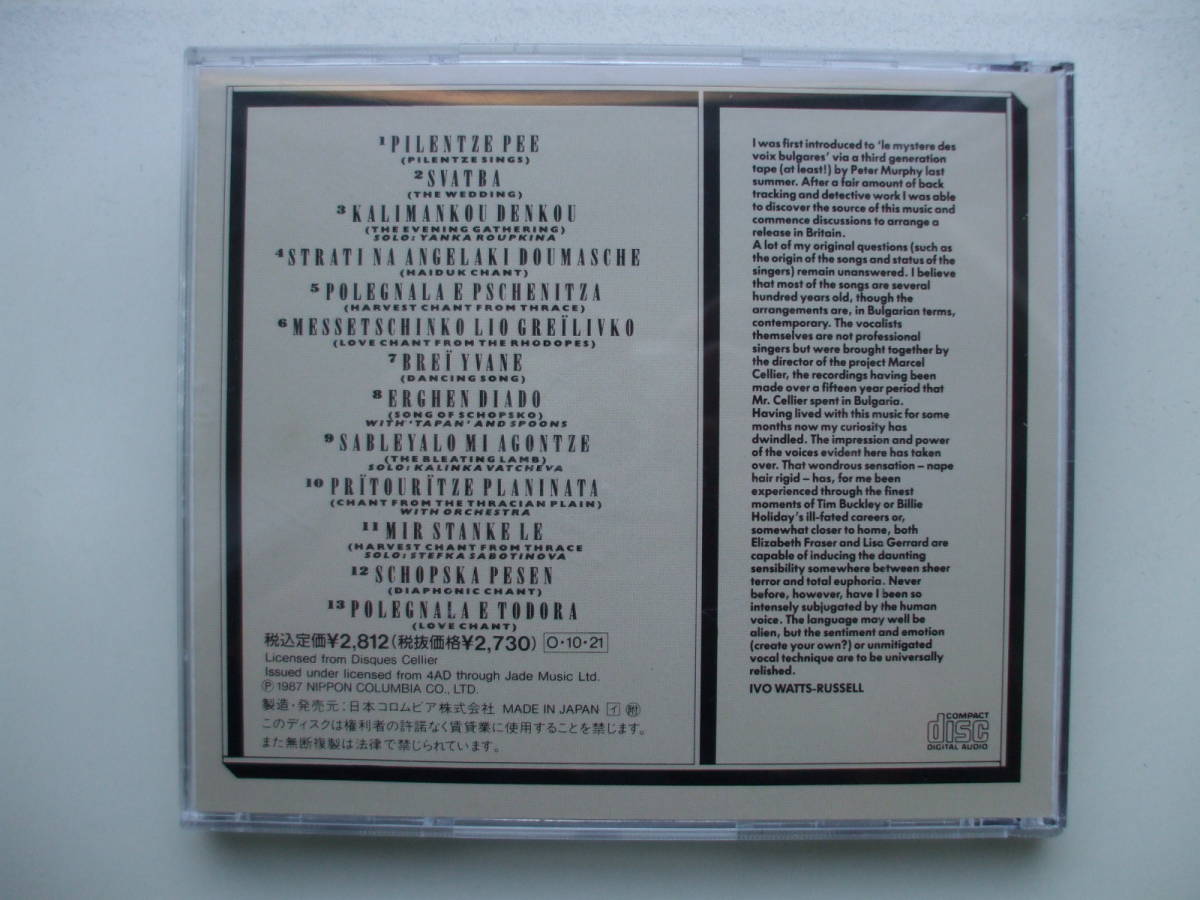 1 PILENTZE PEE
(PILENTZE SINGS)
2 SVATBA
(THE WEDDING)
3 KALIMANKOU DENKOU
(THE EVENING GATHERING)
SOLO: YANKA ROUPKINA
4 STRATI NA ANGELAKI DOUMASCHE
(HAIDUK CHANT)
5 POLEGNALA E PSCHENITZA
(HARVEST CHANT FROM THRACE)
6 MESSETSCHINKO LIO GREÏLIVKO
(LOVE CHANT FROM THE RHODOPES)
7 BREÏ YVANE
(DANCING SONG)
8 ERGHEN DIADO
(SONG OF SCHOPSKO)
WITH 'TAPAN' AND SPOONS
9 SABLEYALO MI AGONTZE
(THE BLEATING LAMB)
SOLO: KALINKA VATCHEVA
10 PRÏTOURÏTZE PLANINATA
(CHANT FROM THE THRACIAN PLAIN)
WITH ORCHESTRA
11 MIR STANKE LE
(HARVEST CHANT FROM THRACE
SOLO: STEFKA SABOTINOVA
12 SCHOPSKA PESEN
(DIAPHONIC CHANT)
13 POLEGNALA E TODORA
(LOVE CHANT)
税込定価¥2,812(税抜価格¥2,730) O・10・21
Licensed from Disques Cellier
Issued under licensed from 4AD through Jade Music Ltd.
Ⓟ1987 NIPPON COLUMBIA CO., LTD.
製造・発売元:日本コロムビア株式会社 MADE IN JAPAN イ 附
このディスクは権利者の許諾なく賃貸業に使用することを禁じます。
また無断複製は法律で禁じられています。
I was first introduced to 'le mystere des
voix bulgares' via a third generation
tape (at least!) by Peter Murphy last
summer. After a fair amount of back
tracking and detective work I was able
to discover the source of this music and
commence discussions to arrange a
release in Britain.
A lot of my original questions (such as
the origin of the songs and status of the
singers) remain unanswered. I believe
that most of the songs are several
hundred years old, though the
arrangements are, in Bulgarian terms,
contemporary. The vocalists
themselves are not professional
singers but were brought together by
the director of the project Marcel
Cellier, the recordings having been
made over a fifteen year period that
Mr. Cellier spent in Bulgaria.
Having lived with this music for some
months now my curiosity has
dwindled. The impression and power
of the voices evident here has taken
over. That wondrous sensation – nape
hair rigid – has, for me been
experienced through the finest
moments of Tim Buckley or Billie
Holiday's ill-fated careers or,
somewhat closer to home, both
Elizabeth Fraser and Lisa Gerrard are
capable of inducing the daunting
sensibility somewhere between sheer
terror and total euphoria. Never
before, however, have I been so
intensely subjugated by the human
voice. The language may well be
alien, but the sentiment and emotion
(create your own?) or unmitigated
vocal technique are to be universally
relished.
IVO WATTS-RUSSELL
COMPACT
disc
DIGITAL AUDIO